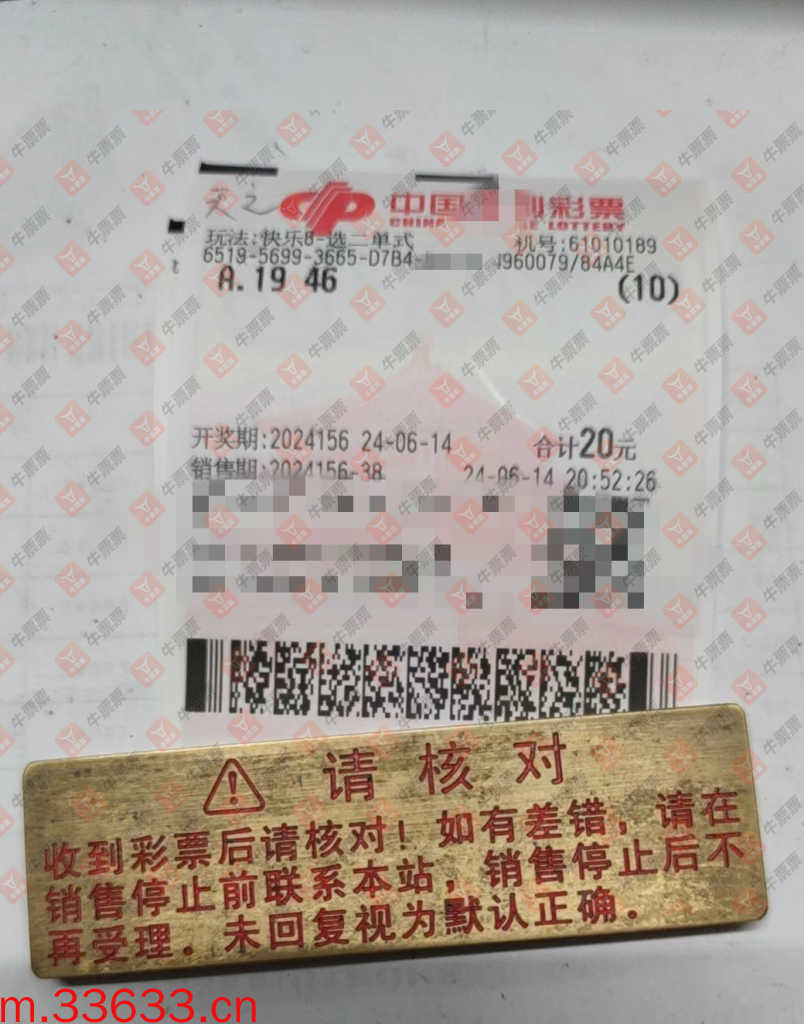 中国 利彩票
CHINA THE LOTTERY
玩法:快乐8-选二单式 机号:61010189
6519-5699-3665-D7B4- 960079/84A4E
A.19 46 (10)
开奖期:2024156 24-06-14 合计20元
销售期:2024156-38 24-06-14 20:52:26
请核对
收到彩票后请核对！如有差错，请在
销售停止前联系本站，销售停止后不
再受理。未回复视为默认正确。
牛票票
m.33633.cn